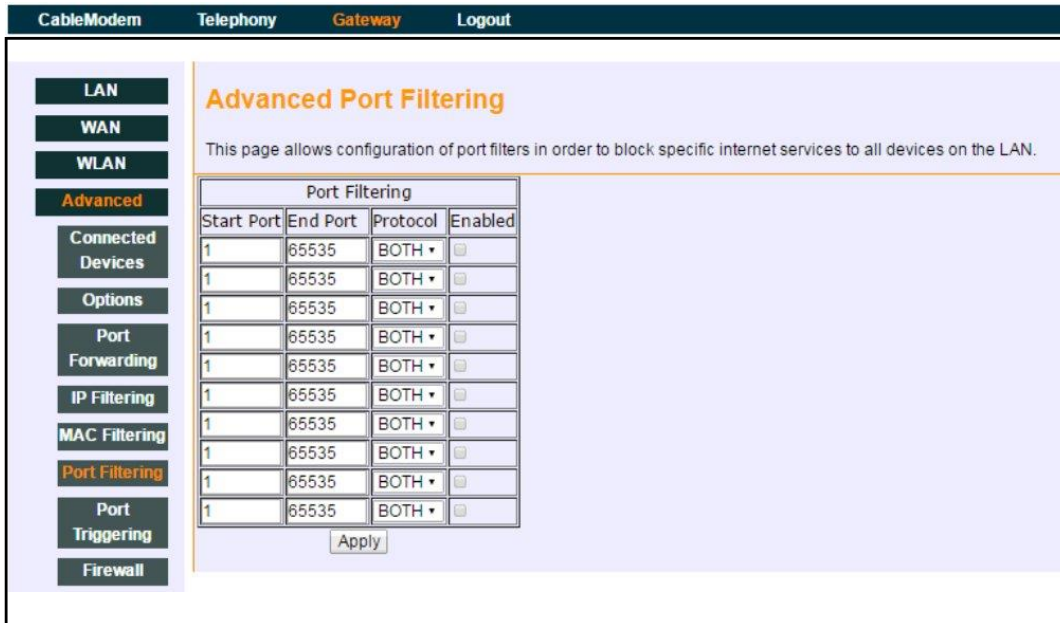 CableModem Telephony Gateway Logout
LAN
WAN
WLAN
Advanced
Connected
Devices
Options
Port
Forwarding
IP Filtering
MAC Filtering
Port Filtering
Port
Triggering
Firewall
Advanced Port Filtering
This page allows configuration of port filters in order to block specific internet services to all devices on the LAN.
Port Filtering
Start Port End Port Protocol Enabled
1 65535 BOTH
1 65535 BOTH
1 65535 BOTH
1 65535 BOTH
1 65535 BOTH
1 65535 BOTH
1 65535 BOTH
1 65535 BOTH
1 65535 BOTH
1 65535 BOTH
Apply